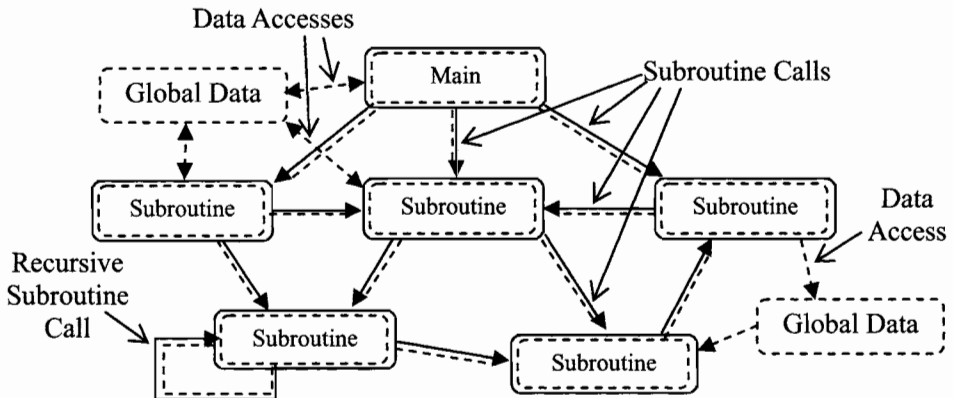 Data Accesses
Main
Subroutine Calls
Global Data
Subroutine
Subroutine
Subroutine
Data
Access
Recursive
Subroutine
Call
Subroutine
Subroutine
Global Data